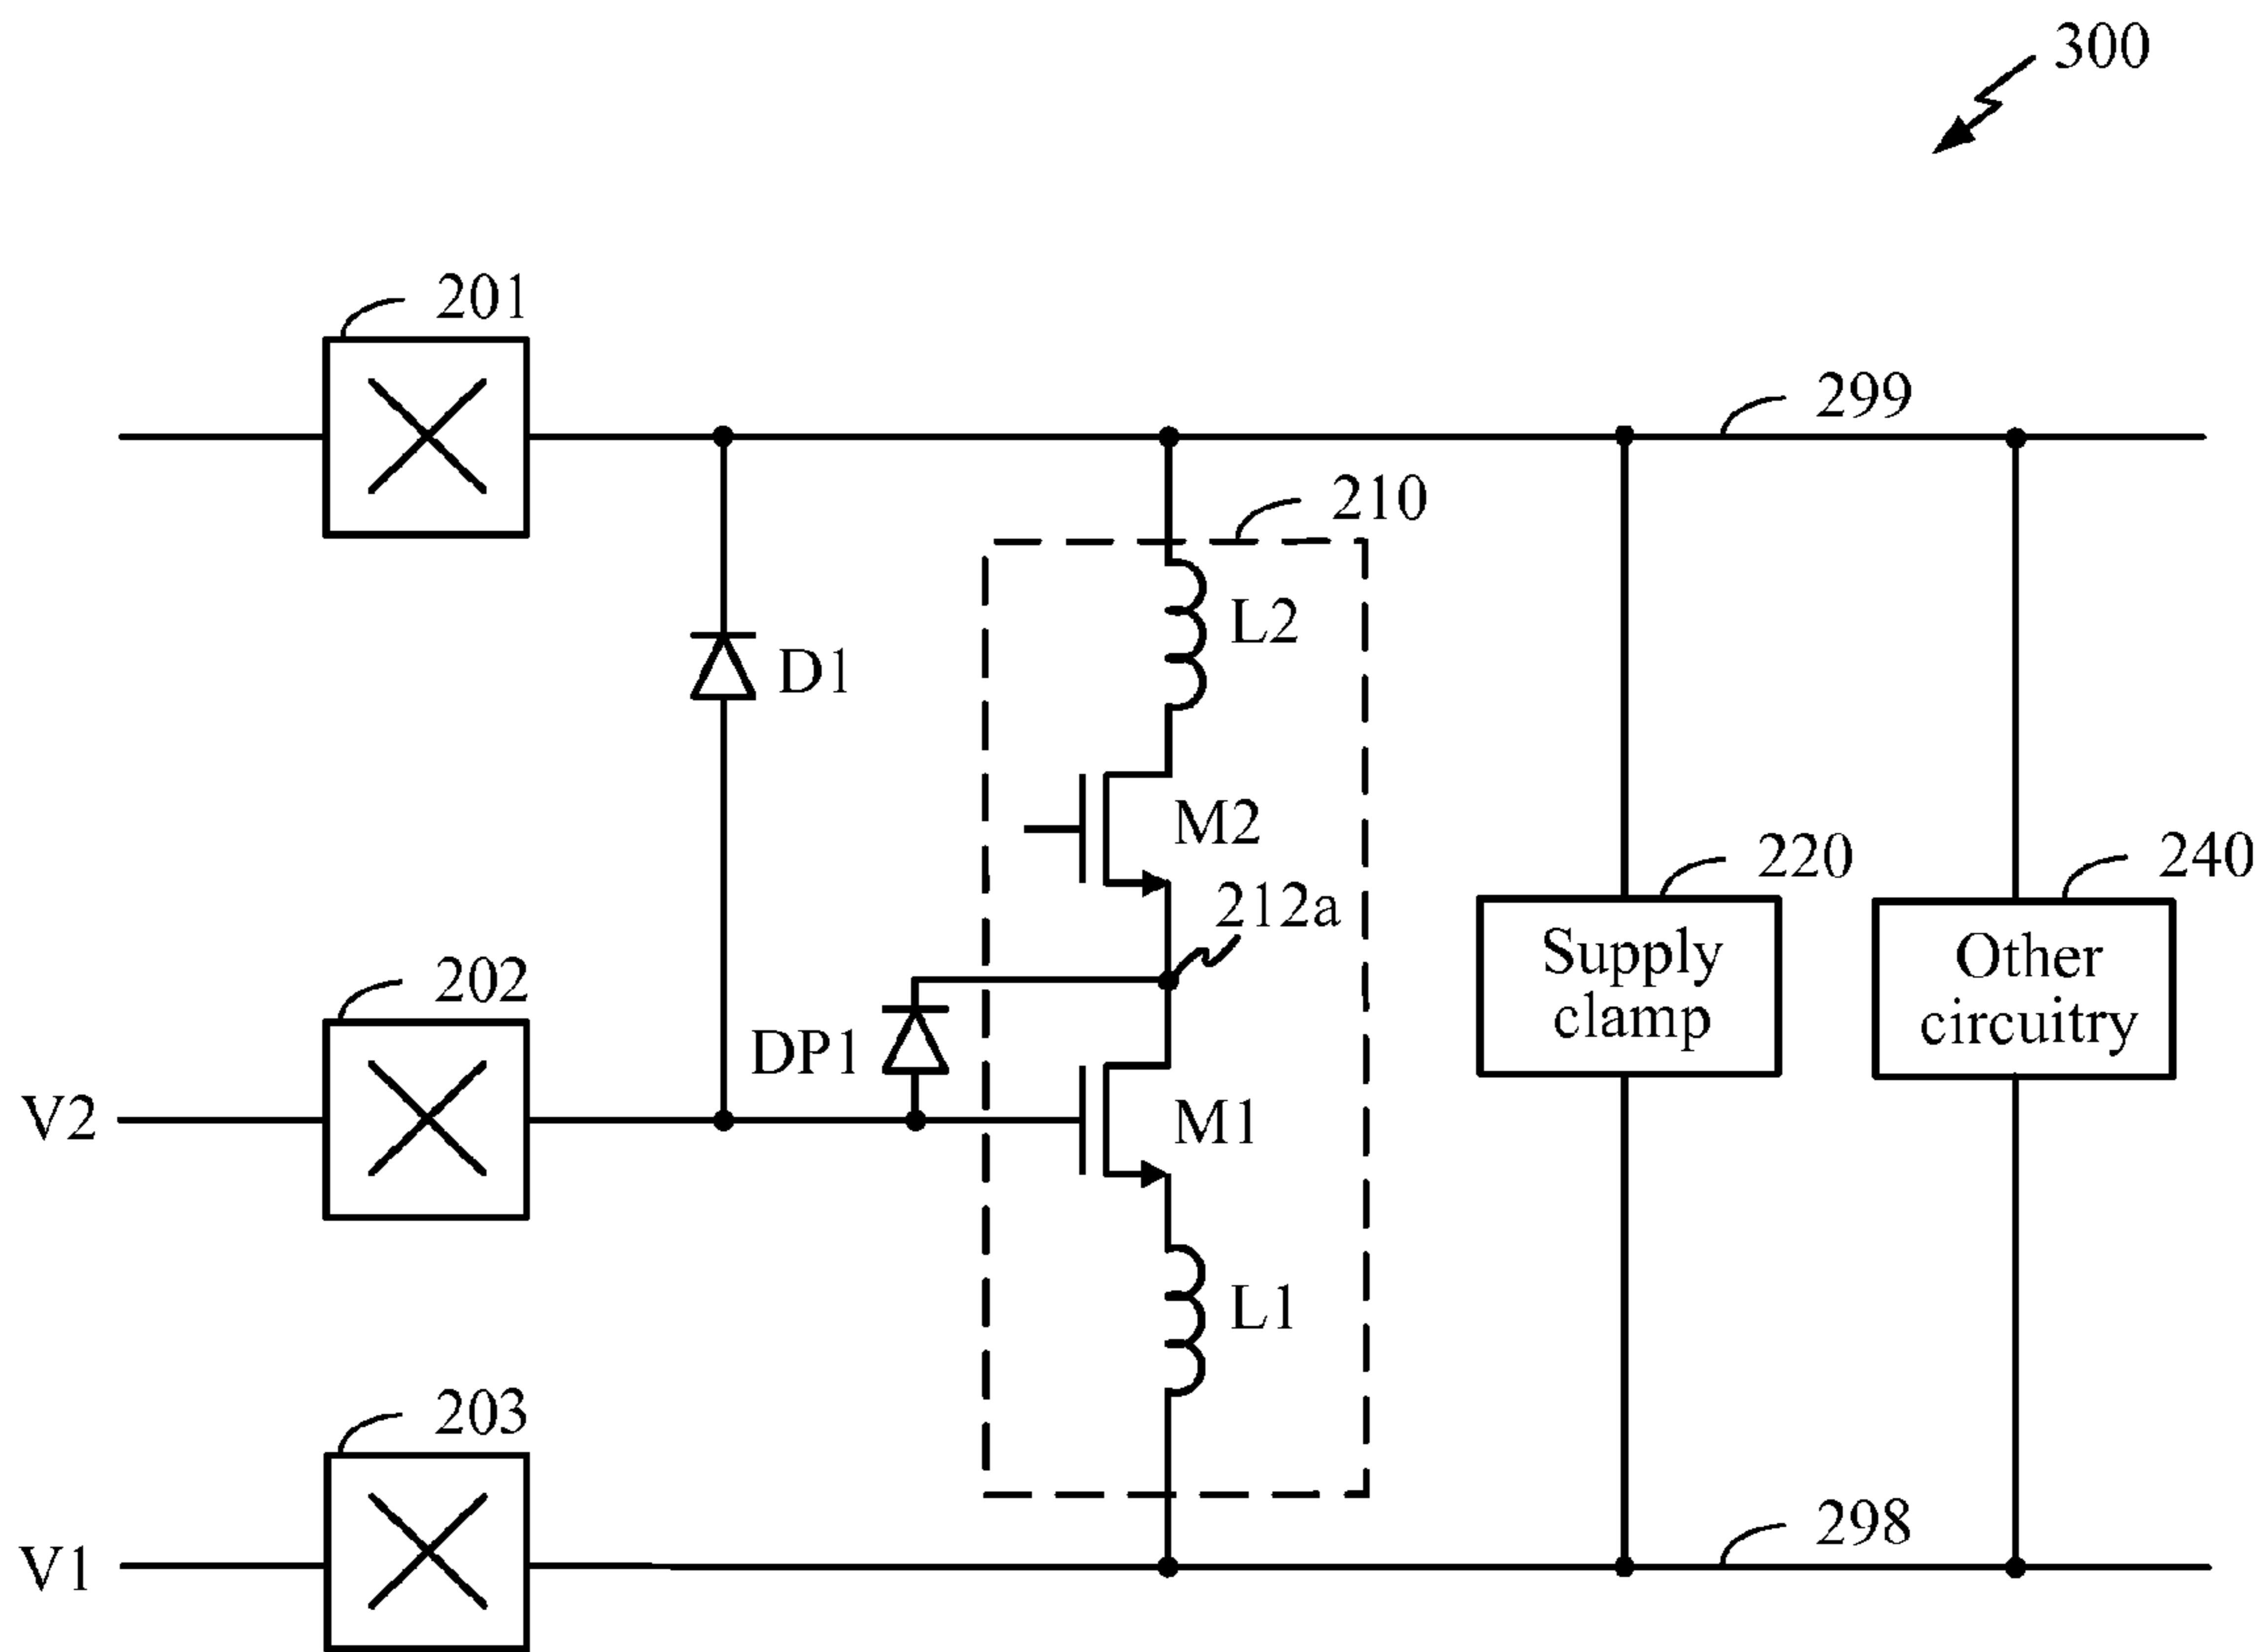 300
201
299
210
L2
D1
M2
220
240
212a
Supply
clamp
Other
circuitry
202
DP1
V2
M1
L1
203
298
V1